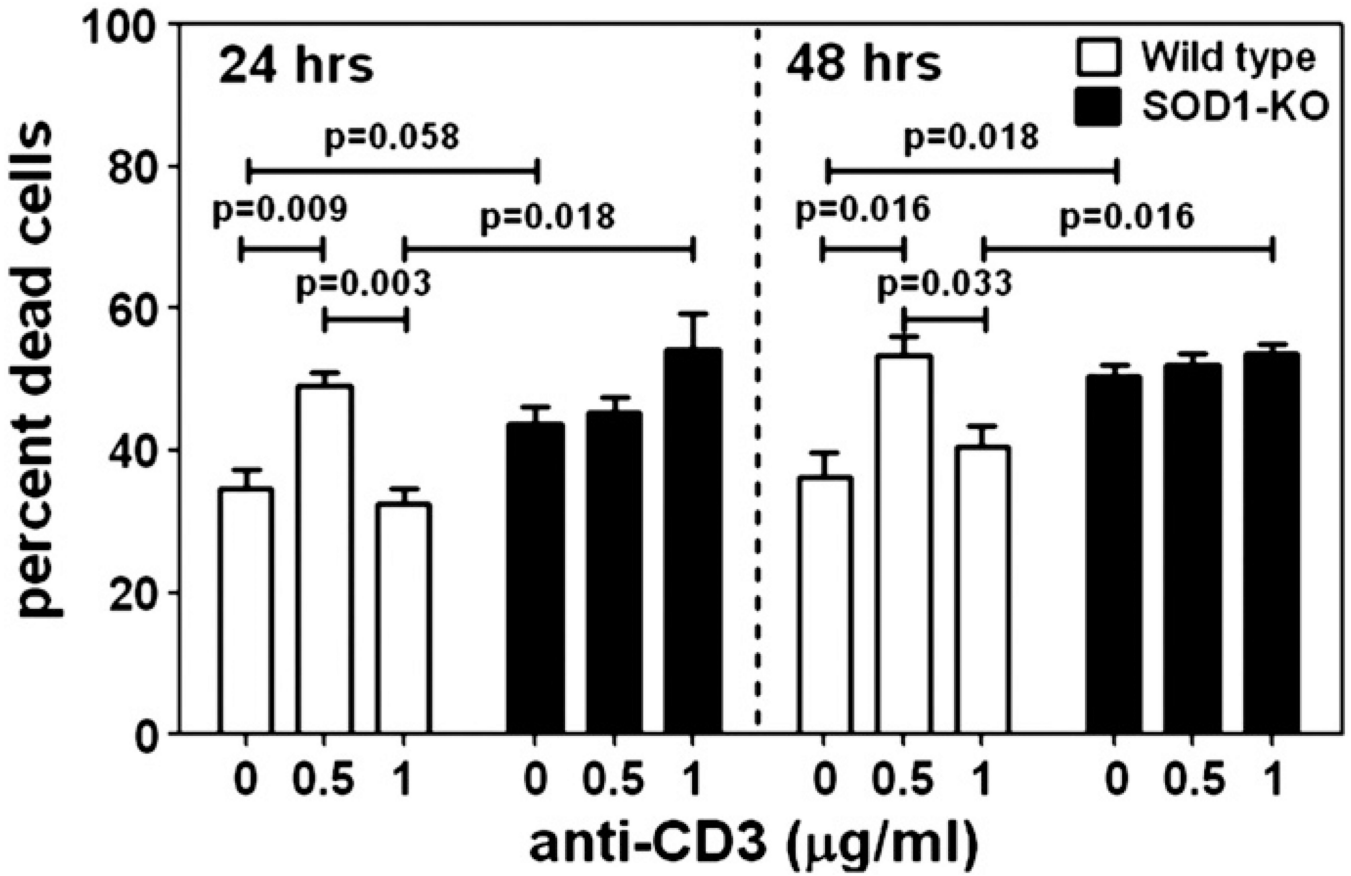 100
80
60
40
20
0
percent dead cells
24 hrs
48 hrs
Wild type
SOD1-KO
p=0.058
p=0.009
p=0.018
p=0.003
p=0.018
p=0.016
p=0.016
p=0.033
0 0.5 1 0 0.5 1 0 0.5 1 0 0.5 1
anti-CD3 (μg/ml)